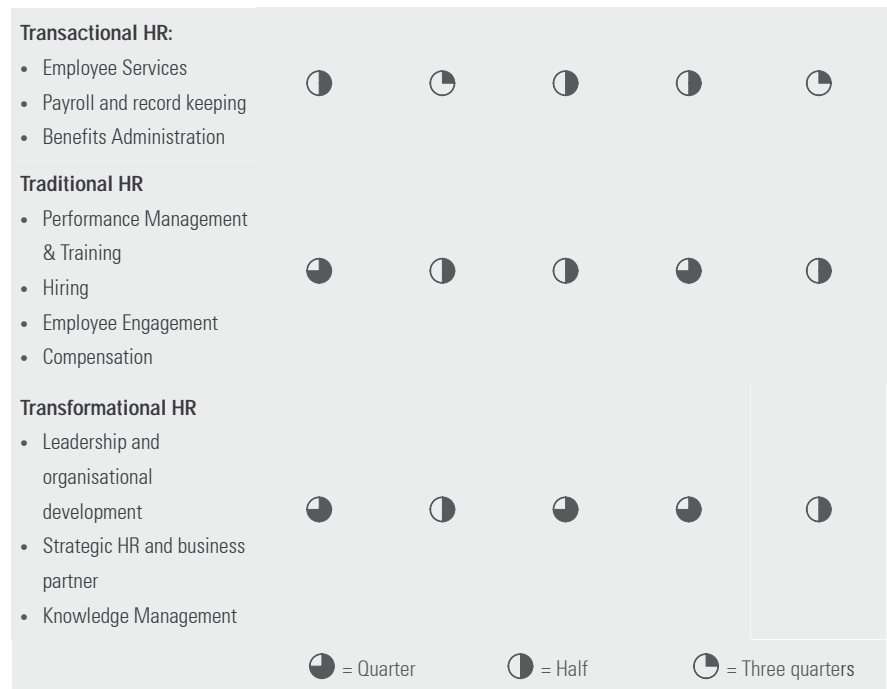 Transactional HR:
• Employee Services
• Payroll and record keeping
• Benefits Administration
Traditional HR
• Performance Management
& Training
• Hiring
• Employee Engagement
• Compensation
Transformational HR
• Leadership and
organisational
development
• Strategic HR and business
partner
• Knowledge Management
= Quarter = Half = Three quarters